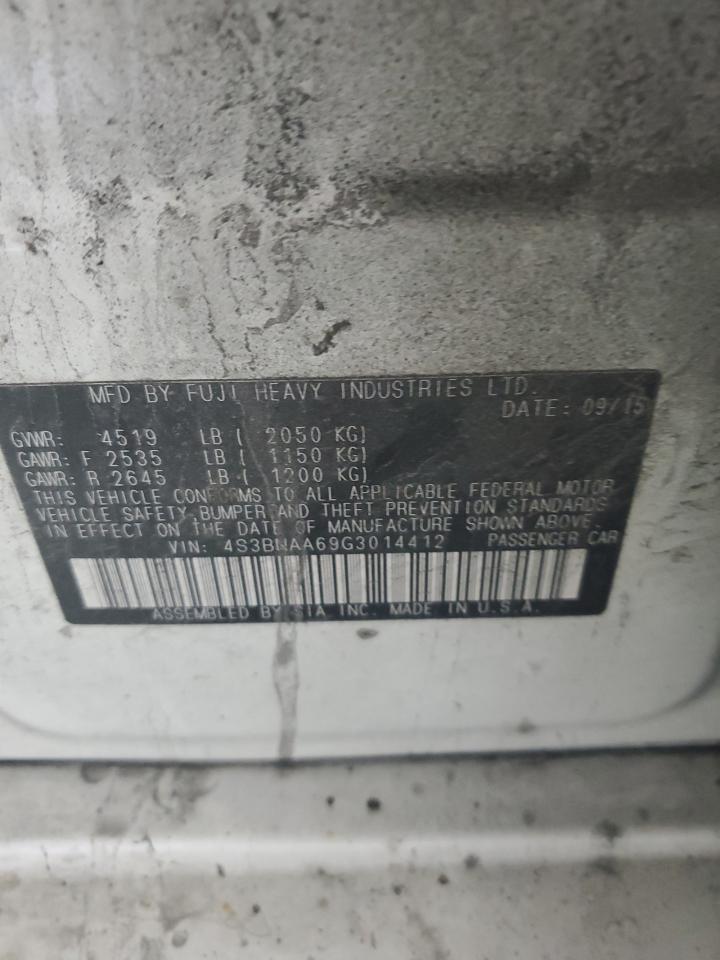 MFD BY FUJI HEAVY INDUSTRIES LTD.
DATE: 09/15
GVWR: 4519 LB ( 2050 KG)
GAWR: F 2535 LB ( 1150 KG)
GAWR: R 2645 LB ( 1200 KG)
THIS VEHICLE CONFORMS TO ALL APPLICABLE FEDERAL MOTOR
VEHICLE SAFETY, BUMPER AND THEFT PREVENTION STANDARDS
IN EFFECT ON THE DATE OF MANUFACTURE SHOWN ABOVE.
VIN: 4S3BNAA69G3014412 PASSENGER CAR
ASSEMBLED BY SIA INC. MADE IN U.S.A.